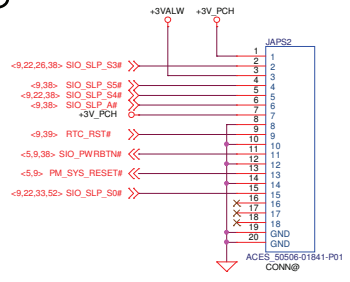 +3VALW +3V_PCH
JAPS2
1 1
<9,22,26,38> SIO_SLP_S3# 2 2
3 3
<9,38> SIO_SLP_S5# 4 4
<9,22,38> SIO_SLP_S4# 5 5
<9,38> SIO_SLP_A# 6 6
+3V_PCH 7 7
8 8
<9,39> RTC_RST# 9 9
10 10
<5,9,38> SIO_PWRBTN# 11 11
12 12
<5,9> PM_SYS_RESET# 13 13
14 14
<9,22,33,52> SIO_SLP_S0# 15 15
16 16
17 17
18 18
19 GND
20 GND
ACES_50506-01841-P01
CONN@